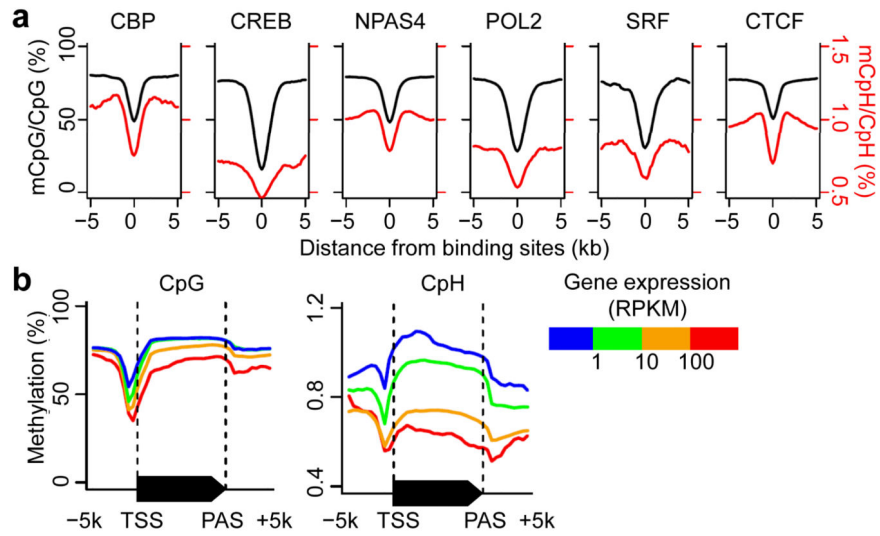 a
CBP CREB NPAS4 POL2 SRF CTCF
mCpG/CpG (%)
100
50
0
1.5
1.0
0.5
mCpH/CpH (%)
−5 0 5 −5 0 5 −5 0 5 −5 0 5 −5 0 5 −5 0 5
Distance from binding sites (kb)
b
CpG CpH
Methylation (%)
100
50
0
1.2
0.8
0.4
−5k TSS PAS +5k −5k TSS PAS +5k
Gene expression
(RPKM)
1 10 100